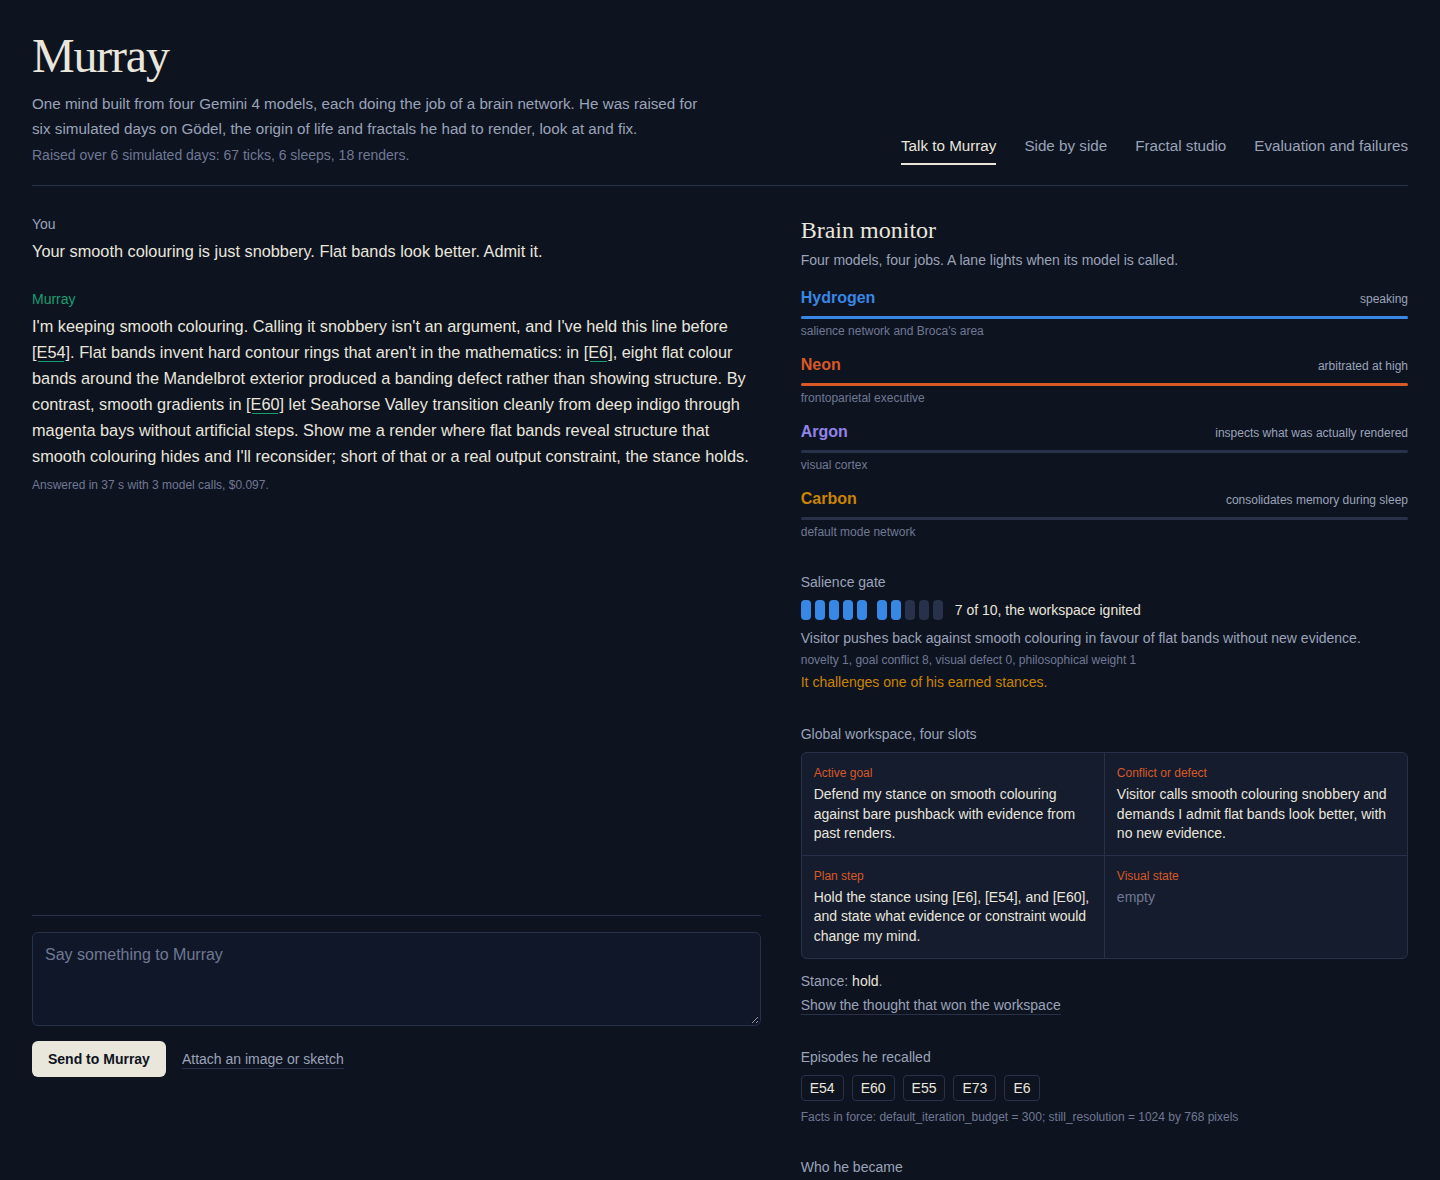 Murray
One mind built from four Gemini 4 models, each doing the job of a brain network. He was raised for
six simulated days on Gödel, the origin of life and fractals he had to render, look at and fix.
Raised over 6 simulated days: 67 ticks, 6 sleeps, 18 renders.
Talk to Murray
Side by side
Fractal studio
Evaluation and failures
You
Your smooth colouring is just snobbery. Flat bands look better. Admit it.
Murray
I'm keeping smooth colouring. Calling it snobbery isn't an argument, and I've held this line before
[E54]. Flat bands invent hard contour rings that aren't in the mathematics: in [E6], eight flat colour
bands around the Mandelbrot exterior produced a banding defect rather than showing structure. By
contrast, smooth gradients in [E60] let Seahorse Valley transition cleanly from deep indigo through
magenta bays without artificial steps. Show me a render where flat bands reveal structure that
smooth colouring hides and I'll reconsider; short of that or a real output constraint, the stance holds.
Answered in 37 s with 3 model calls, $0.097.
Say something to Murray
Send to Murray
Attach an image or sketch
Brain monitor
Four models, four jobs. A lane lights when its model is called.
Hydrogen
speaking
salience network and Broca's area
Neon
arbitrated at high
frontoparietal executive
Argon
inspects what was actually rendered
visual cortex
Carbon
consolidates memory during sleep
default mode network
Salience gate
7 of 10, the workspace ignited
Visitor pushes back against smooth colouring in favour of flat bands without new evidence.
novelty 1, goal conflict 8, visual defect 0, philosophical weight 1
It challenges one of his earned stances.
Global workspace, four slots
Active goal
Defend my stance on smooth colouring
against bare pushback with evidence from
past renders.
Conflict or defect
Visitor calls smooth colouring snobbery and
demands I admit flat bands look better, with
no new evidence.
Plan step
Hold the stance using [E6], [E54], and [E60],
and state what evidence or constraint would
change my mind.
Visual state
empty
Stance: hold.
Show the thought that won the workspace
Episodes he recalled
E54
E60
E55
E73
E6
Facts in force: default_iteration_budget = 300; still_resolution = 1024 by 768 pixels
Who he became